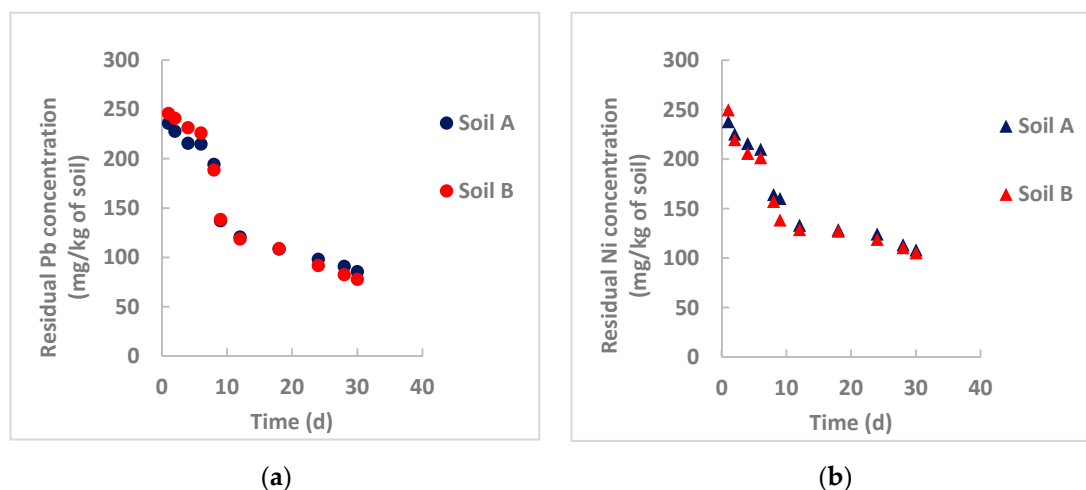 Residual Pb concentration
(mg/kg of soil)
300
250
200
150
100
50
0
0 10 20 30 40
Time (d)
Soil A
Soil B
(a)
Residual Ni concentration
(mg/kg of soil)
300
250
200
150
100
50
0
0 10 20 30 40
Time (d)
Soil A
Soil B
(b)